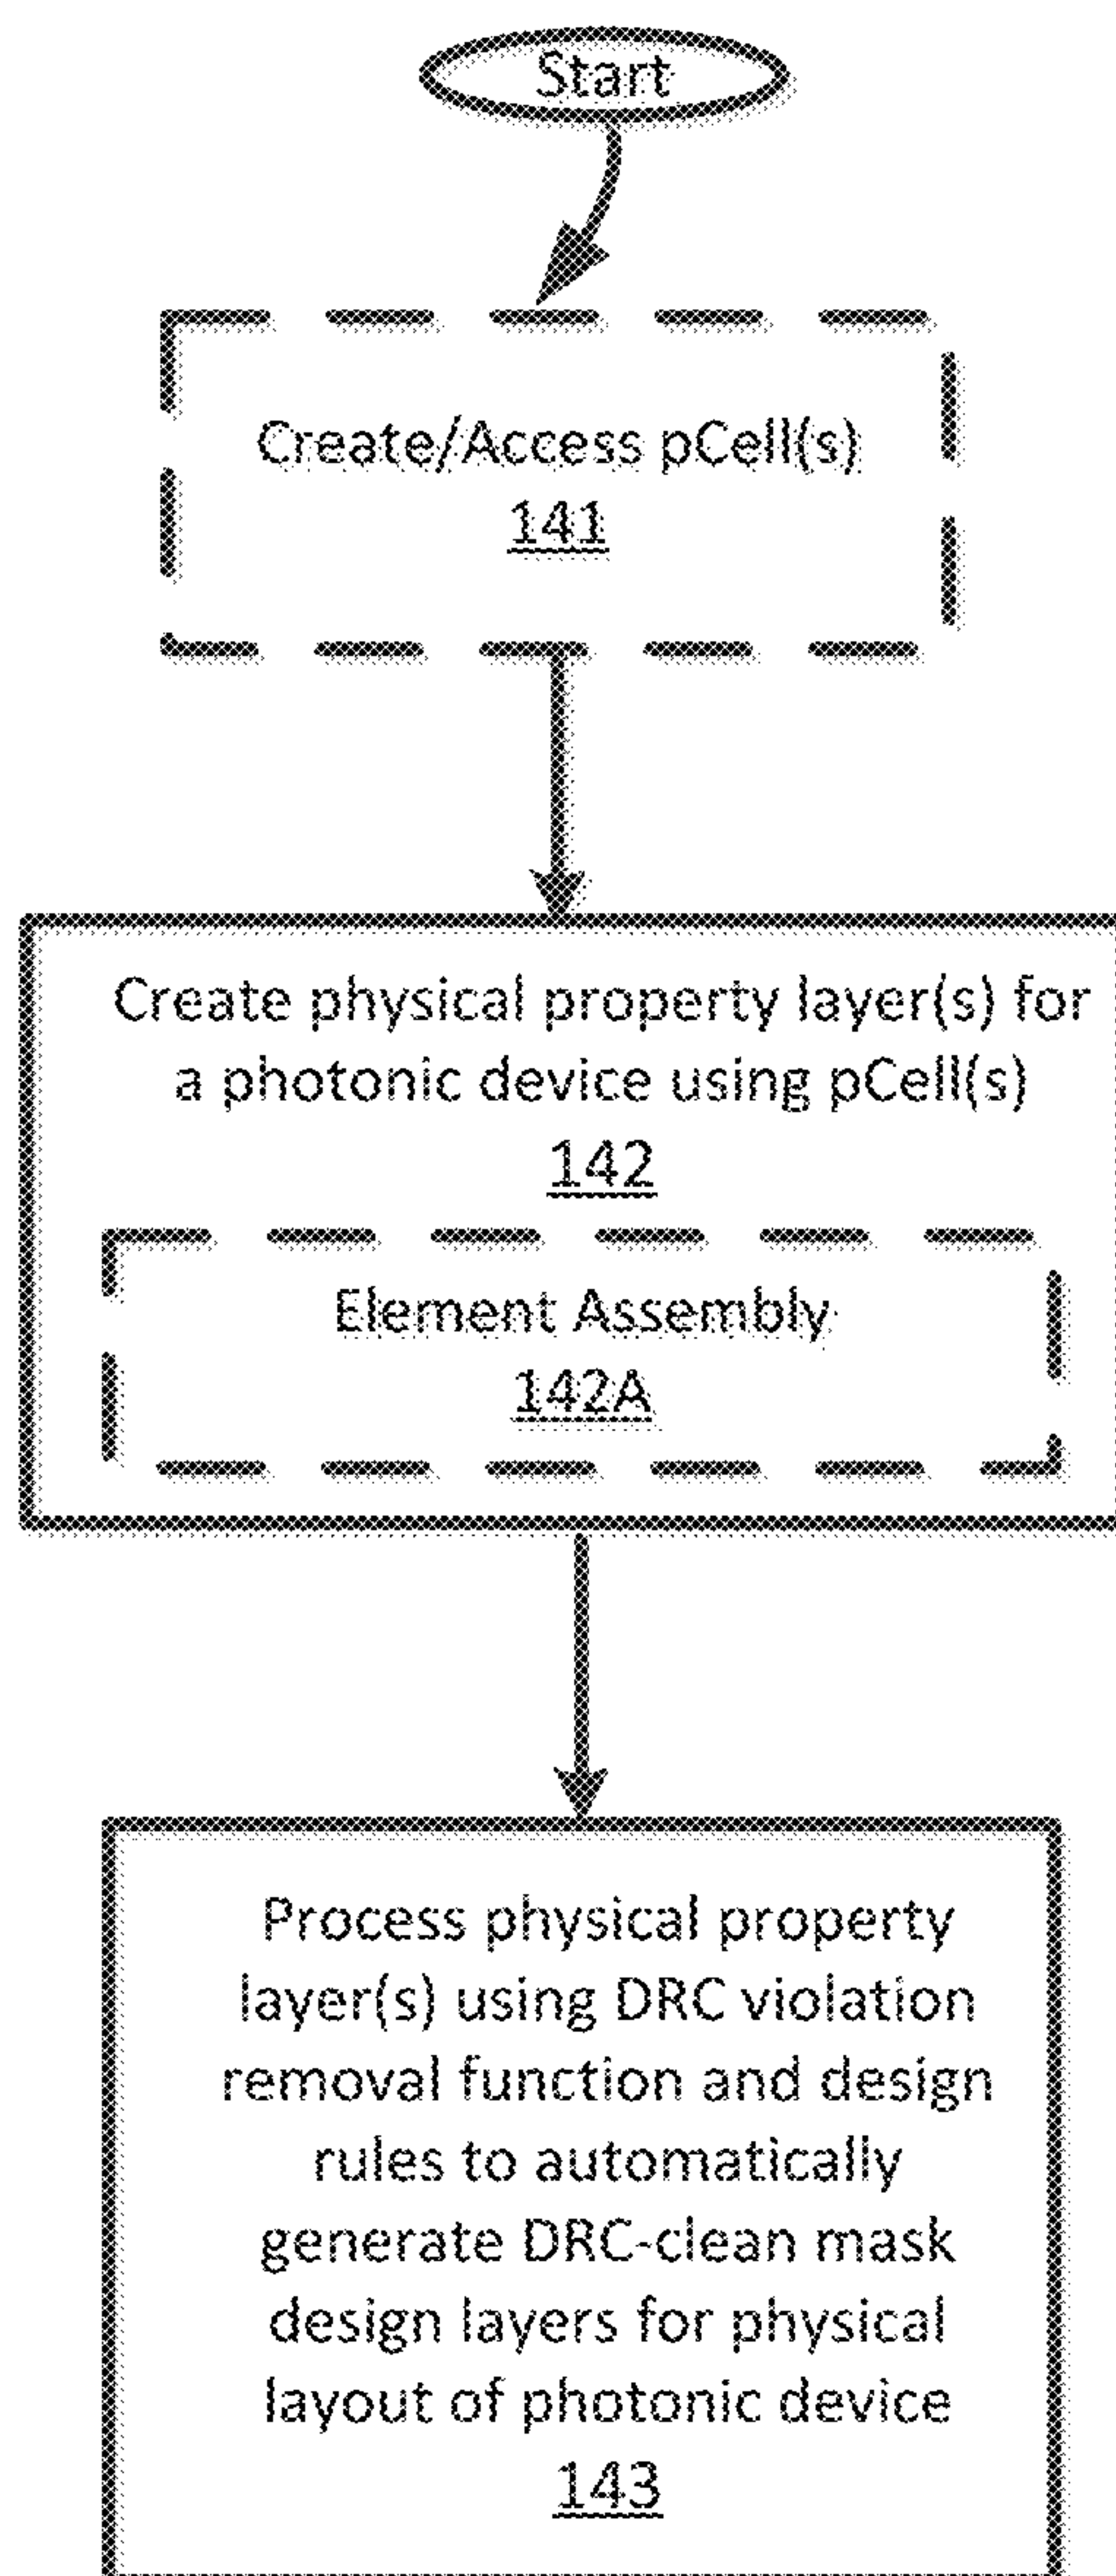 Start
Create/Access pCell(s)
141
Create physical property layer(s) for
a photonic device using pCell(s)
142
Element Assembly
142A
Process physical property
layer(s) using DRC violation
removal function and design
rules to automatically
generate DRC-clean mask
design layers for physical
layout of photonic device
143